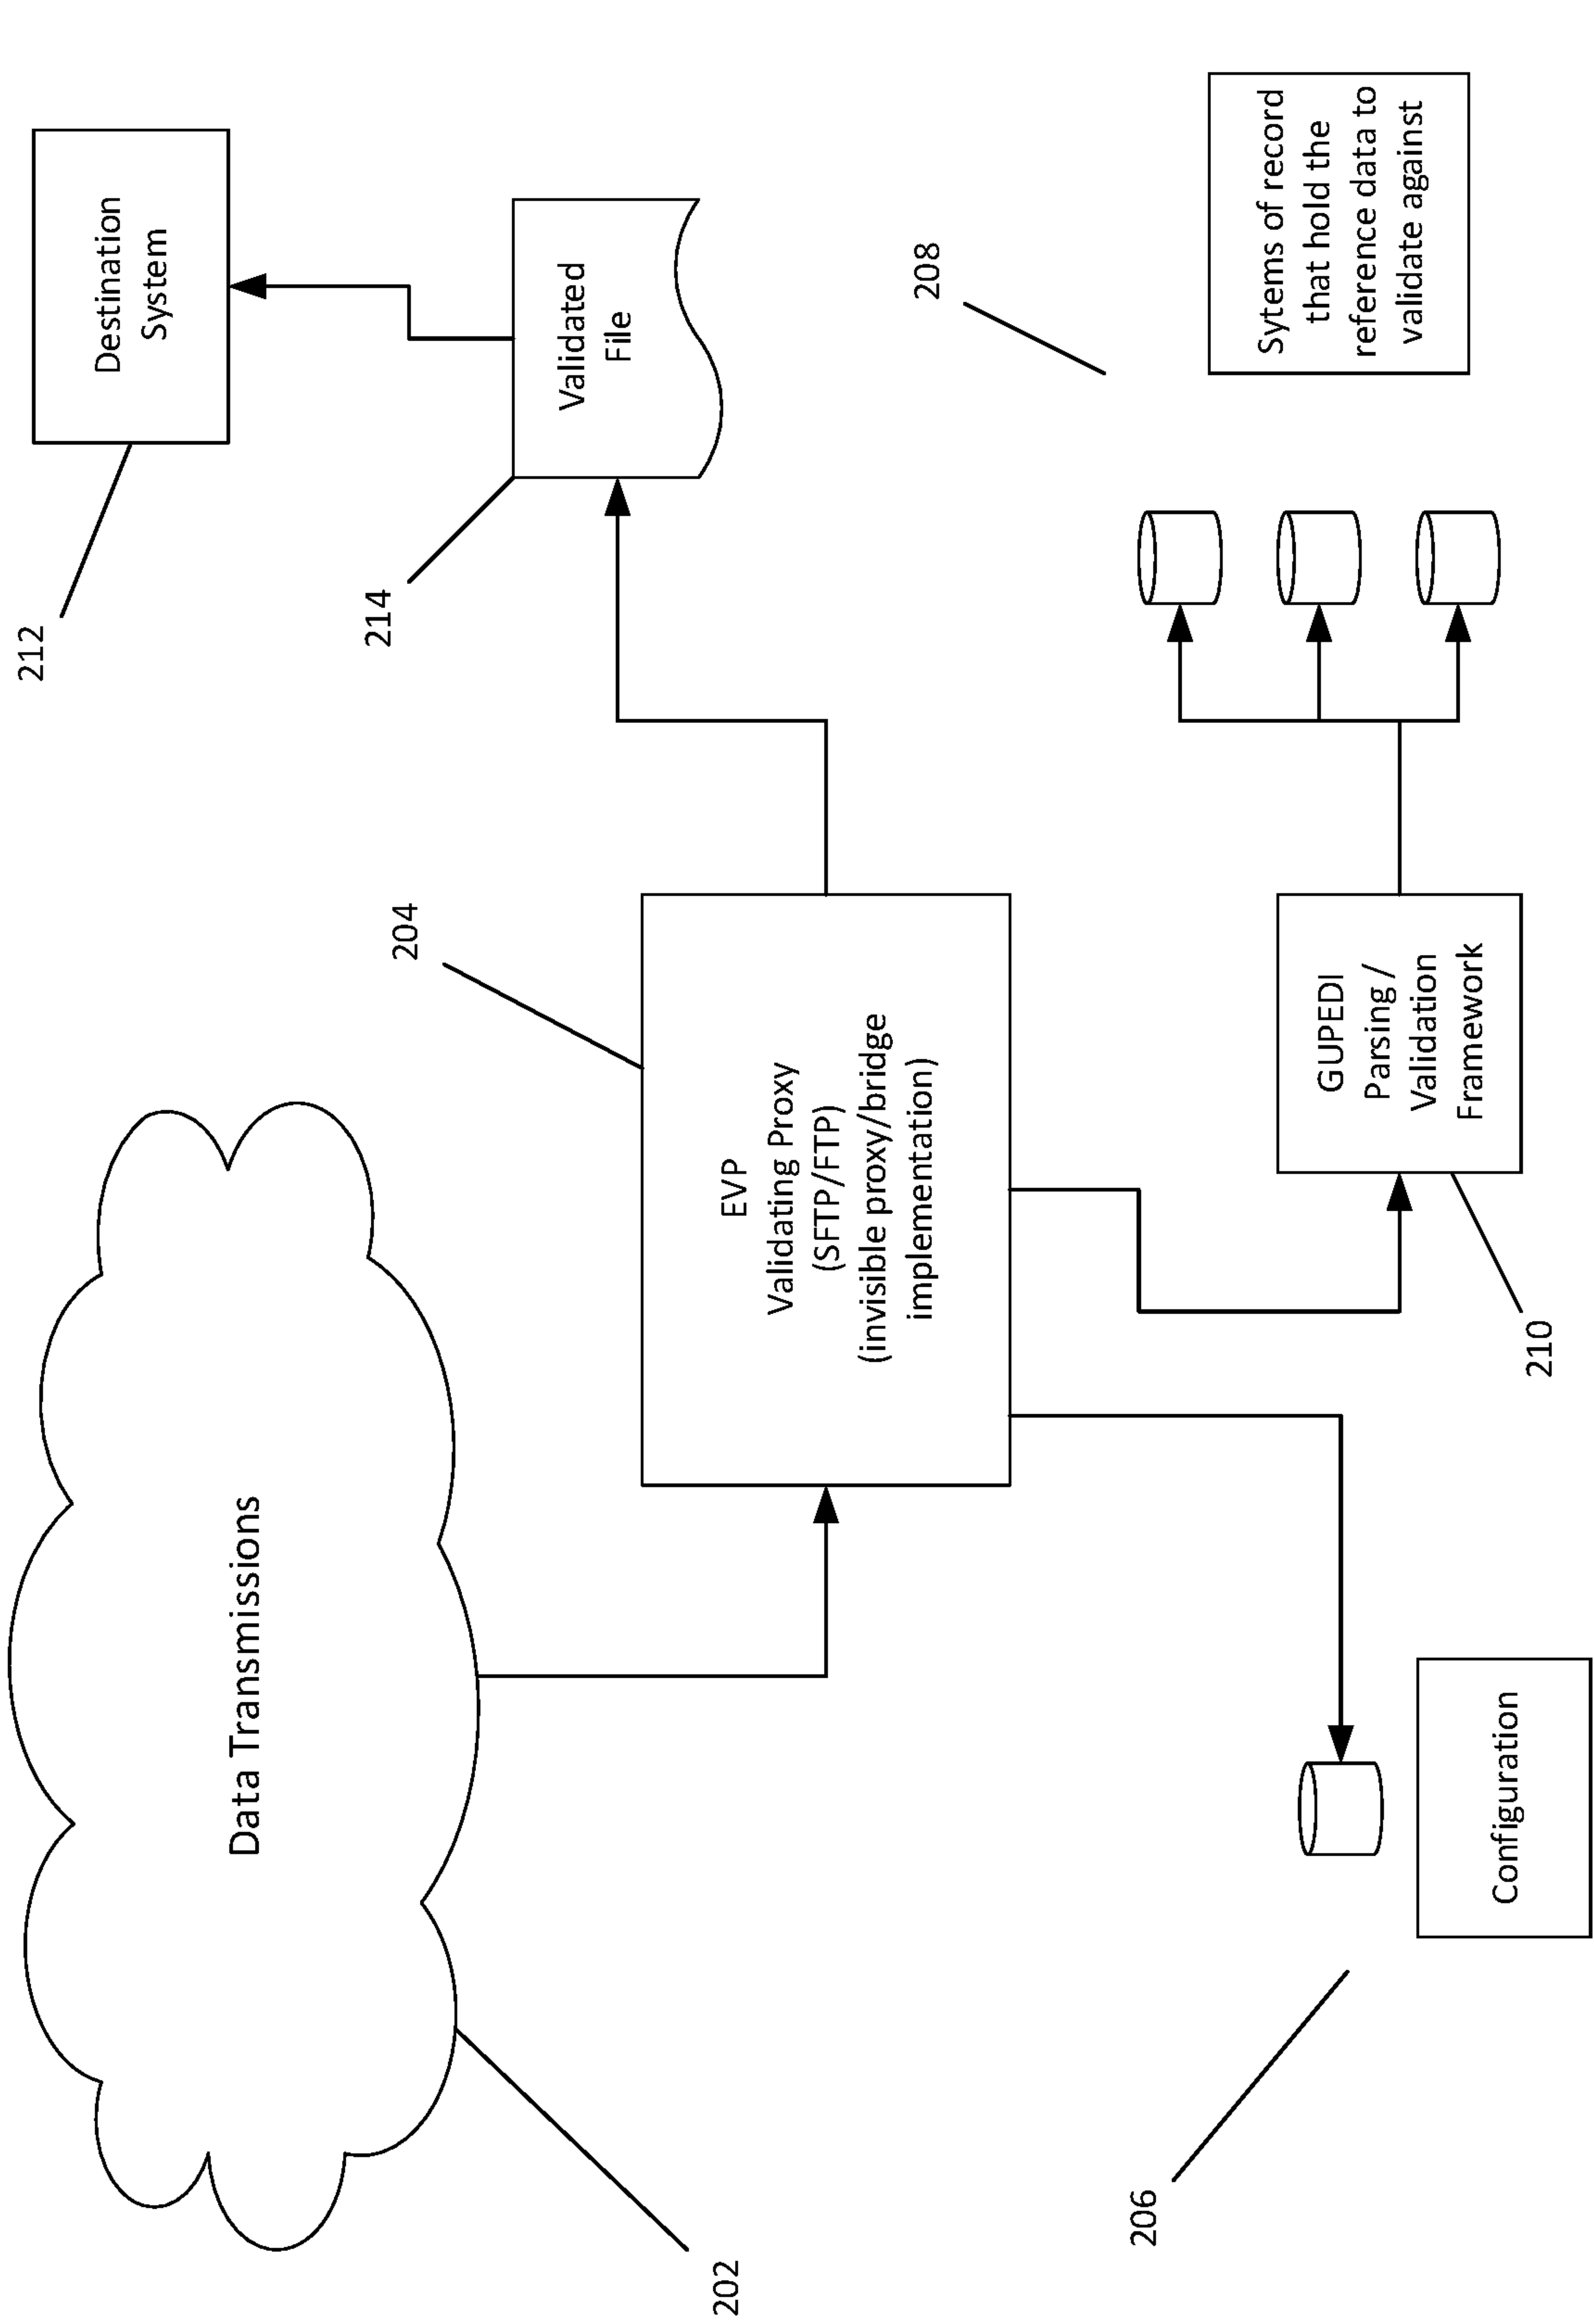 Data Transmissions
202
EVP
Validating Proxy
(SFTP/FTP)
(invisible proxy/bridge
implementation)
204
Destination
System
212
Validated
File
214
Configuration
206
GUPEDI
Parsing /
Validation
Framework
210
208
Sytems of record
that hold the
reference data to
validate against